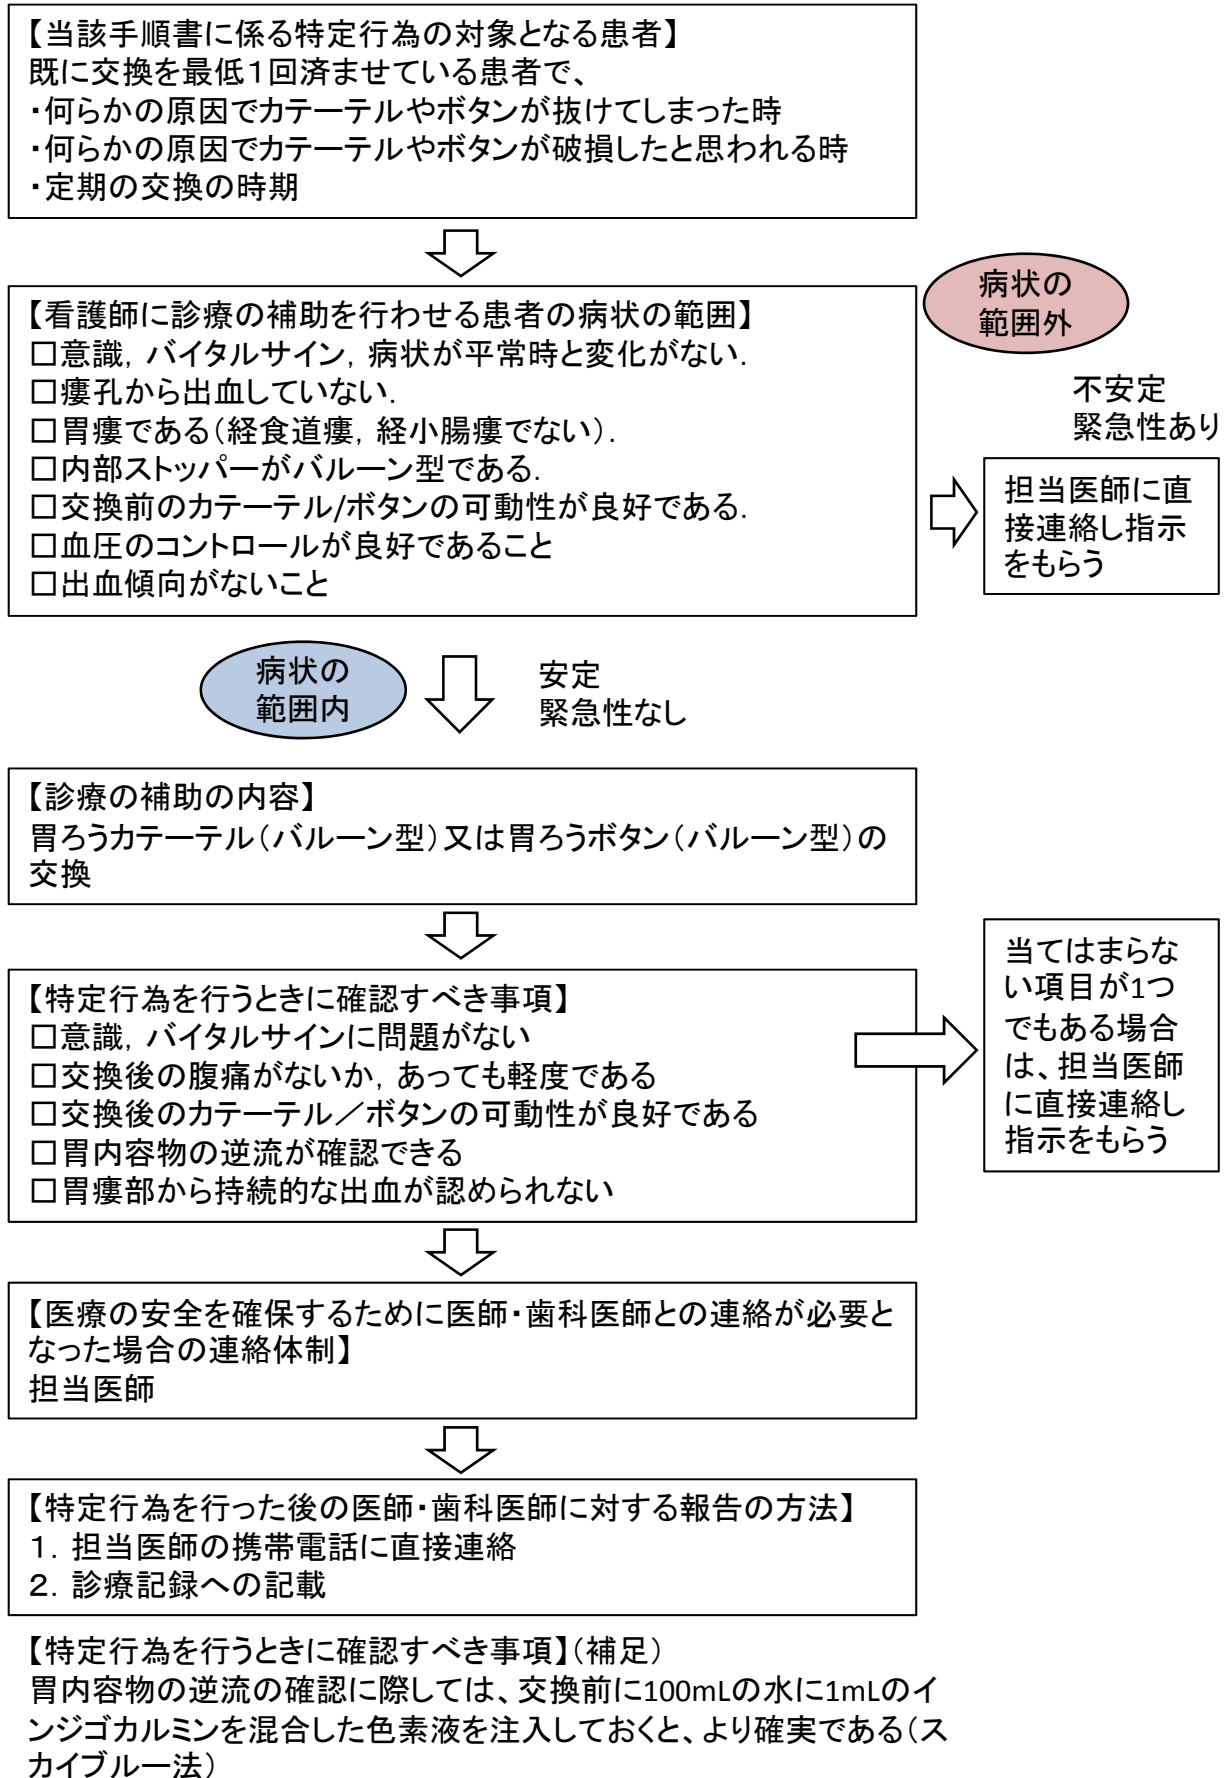 【当該手順書に係る特定行為の対象となる患者】
既に交換を最低1回済ませている患者で、
・何らかの原因でカテーテルやボタンが抜けてしまった時
・何らかの原因でカテーテルやボタンが破損したと思われる時
・定期の交換の時期
【看護師に診療の補助を行わせる患者の病状の範囲】
□意識，バイタルサイン，病状が平常時と変化がない．
□瘻孔から出血していない．
□胃瘻である（経食道瘻，経小腸瘻でない）．
□内部ストッパーがバルーン型である．
□交換前のカテーテル/ボタンの可動性が良好である．
□血圧のコントロールが良好であること
□出血傾向がないこと
病状の
範囲外
不安定
緊急性あり
担当医師に直
接連絡し指示
をもらう
病状の
範囲内
安定
緊急性なし
【診療の補助の内容】
胃ろうカテーテル（バルーン型）又は胃ろうボタン（バルーン型）の
交換
【特定行為を行うときに確認すべき事項】
□意識，バイタルサインに問題がない
□交換後の腹痛がないか，あっても軽度である
□交換後のカテーテル／ボタンの可動性が良好である
□胃内容物の逆流が確認できる
□胃瘻部から持続的な出血が認められない
当てはまらな
い項目が1つ
でもある場合
は、担当医師
に直接連絡し
指示をもらう
【医療の安全を確保するために医師・歯科医師との連絡が必要と
なった場合の連絡体制】
担当医師
【特定行為を行った後の医師・歯科医師に対する報告の方法】
１．担当医師の携帯電話に直接連絡
２．診療記録への記載
【特定行為を行うときに確認すべき事項】（補足）
胃内容物の逆流の確認に際しては、交換前に100mLの水に1mLのイ
ンジゴカルミンを混合した色素液を注入しておくと、より確実である（ス
カイブルー法）